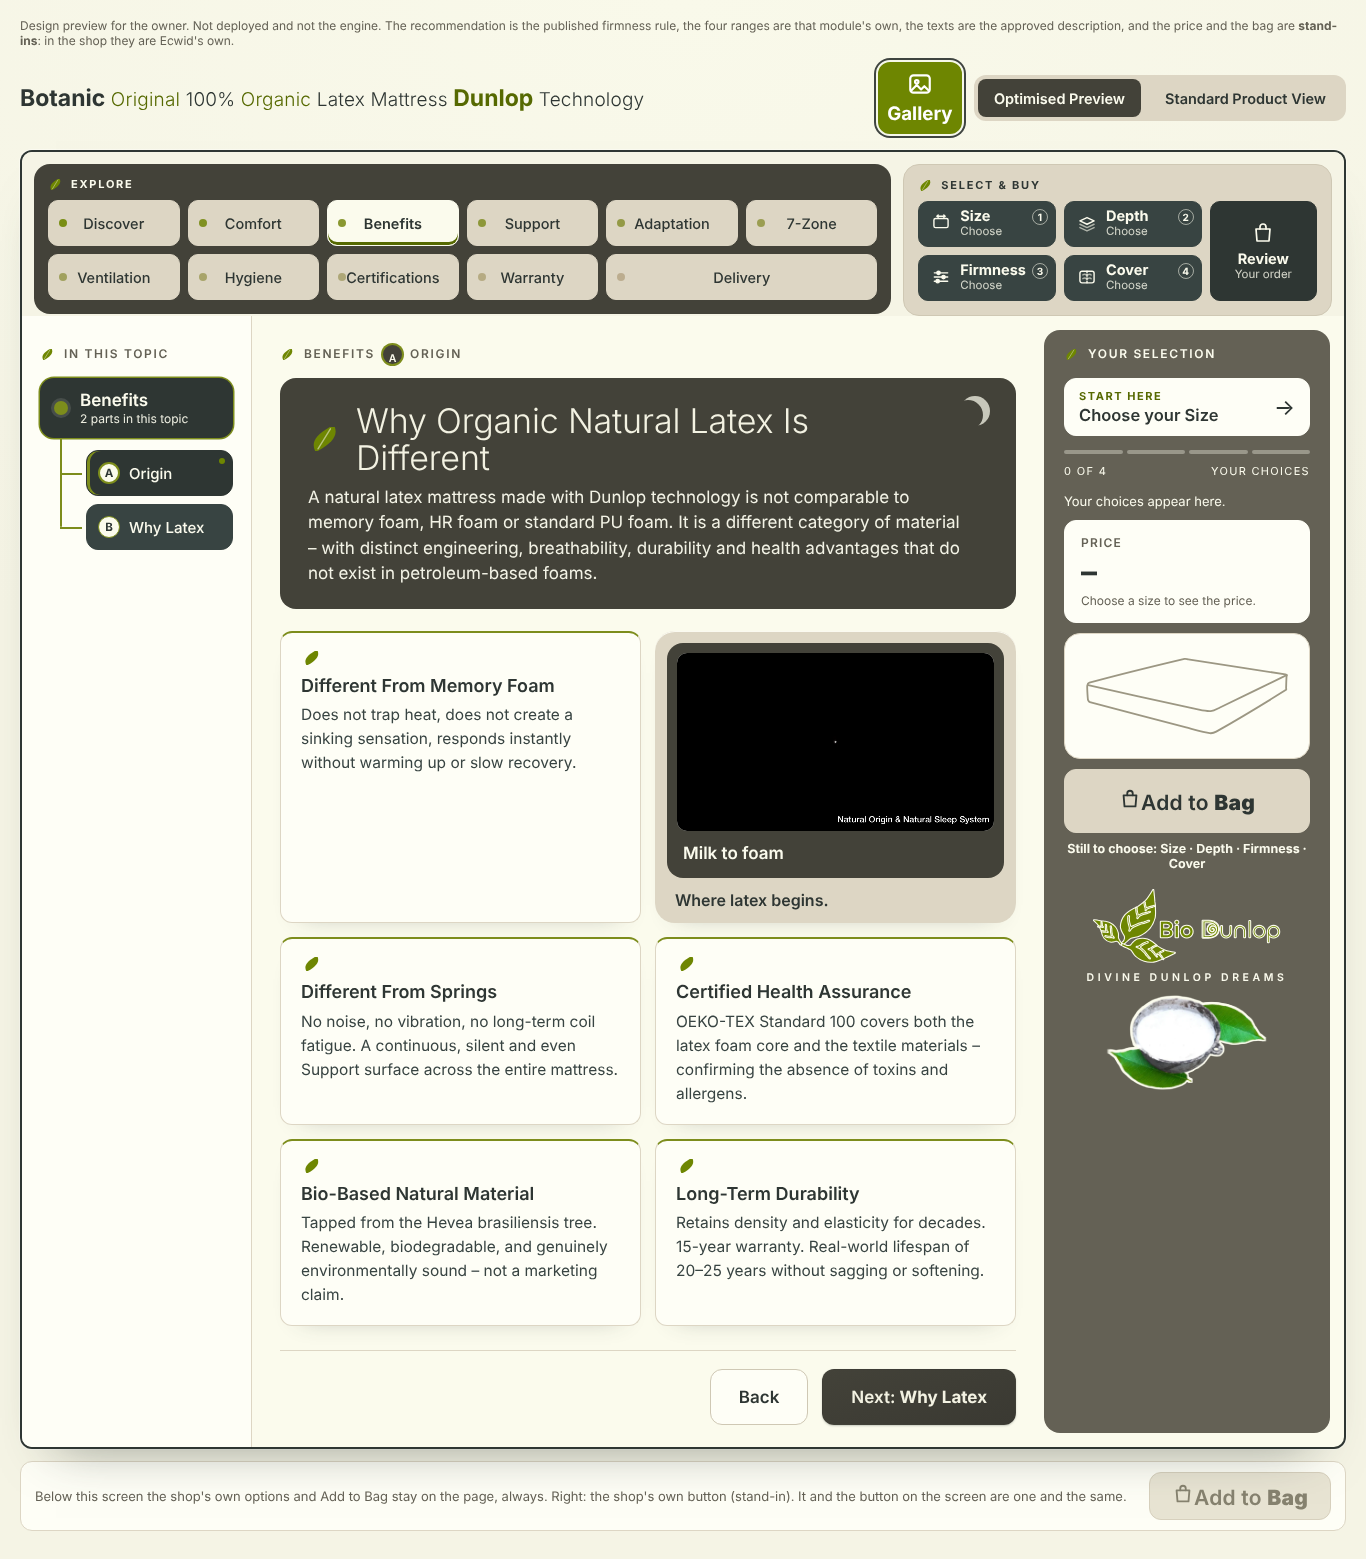 Design preview for the owner. Not deployed and not the engine. The recommendation is the published firmness rule, the four ranges are that module's own, the texts are the approved description, and the price and the bag are stand-
ins: in the shop they are Ecwid's own.
Botanic Original 100% Organic Latex Mattress Dunlop Technology
Gallery
Optimised Preview
Standard Product View
EXPLORE
Discover
Comfort
Benefits
Support
Adaptation
7-Zone
Ventilation
Hygiene
Certifications
Warranty
Delivery
SELECT & BUY
Size
Choose
1
Depth
Choose
2
Firmness
Choose
3
Cover
Choose
4
Review
Your order
IN THIS TOPIC
Benefits
2 parts in this topic
A Origin
B Why Latex
BENEFITS A ORIGIN
Why Organic Natural Latex Is
Different
A natural latex mattress made with Dunlop technology is not comparable to
memory foam, HR foam or standard PU foam. It is a different category of material
– with distinct engineering, breathability, durability and health advantages that do
not exist in petroleum-based foams.
Different From Memory Foam
Does not trap heat, does not create a
sinking sensation, responds instantly
without warming up or slow recovery.
Natural Origin & Natural Sleep System
Milk to foam
Where latex begins.
Different From Springs
No noise, no vibration, no long-term coil
fatigue. A continuous, silent and even
Support surface across the entire mattress.
Certified Health Assurance
OEKO-TEX Standard 100 covers both the
latex foam core and the textile materials –
confirming the absence of toxins and
allergens.
Bio-Based Natural Material
Tapped from the Hevea brasiliensis tree.
Renewable, biodegradable, and genuinely
environmentally sound – not a marketing
claim.
Long-Term Durability
Retains density and elasticity for decades.
15-year warranty. Real-world lifespan of
20–25 years without sagging or softening.
Back
Next: Why Latex
YOUR SELECTION
START HERE
Choose your Size
0 OF 4
YOUR CHOICES
Your choices appear here.
PRICE
–
Choose a size to see the price.
Add to Bag
Still to choose: Size · Depth · Firmness ·
Cover
Bio Dunlop
DIVINE DUNLOP DREAMS
Below this screen the shop's own options and Add to Bag stay on the page, always. Right: the shop's own button (stand-in). It and the button on the screen are one and the same.
Add to Bag